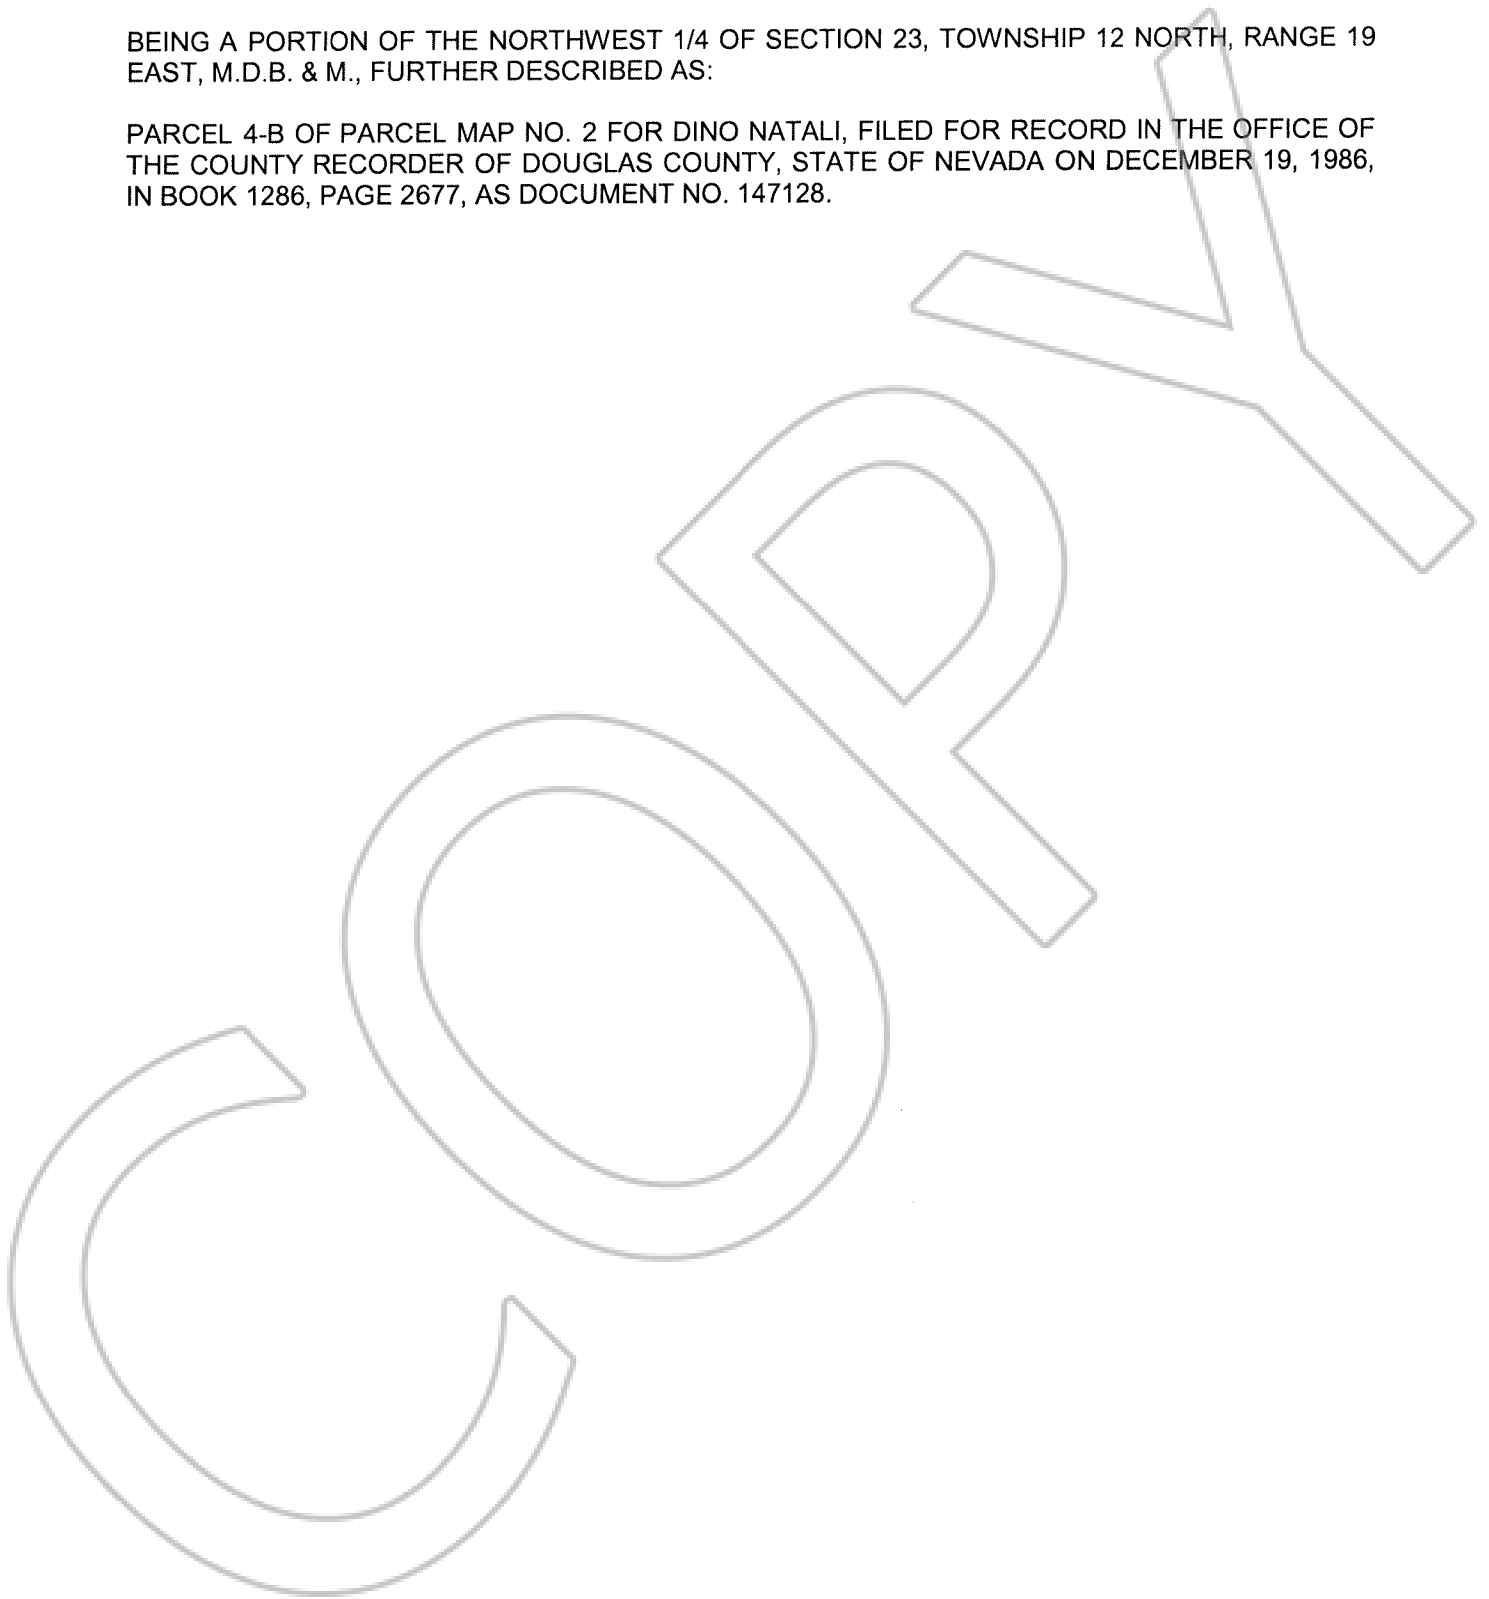 BEING A PORTION OF THE NORTHWEST 1/4 OF SECTION 23, TOWNSHIP 12 NORTH, RANGE 19
EAST, M.D.B. & M., FURTHER DESCRIBED AS:
PARCEL 4-B OF PARCEL MAP NO. 2 FOR DINO NATALI, FILED FOR RECORD IN THE OFFICE OF
THE COUNTY RECORDER OF DOUGLAS COUNTY, STATE OF NEVADA ON DECEMBER 19, 1986,
IN BOOK 1286, PAGE 2677, AS DOCUMENT NO. 147128.
COPY